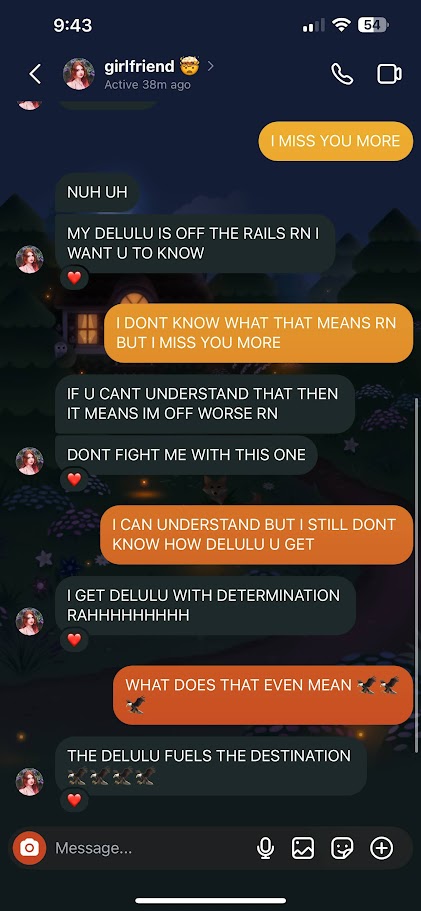 9:43
54
girlfriend 🤯
Active 38m ago
I MISS YOU MORE
NUH UH
MY DELULU IS OFF THE RAILS RN I
WANT U TO KNOW
I DONT KNOW WHAT THAT MEANS RN
BUT I MISS YOU MORE
IF U CANT UNDERSTAND THAT THEN
IT MEANS IM OFF WORSE RN
DONT FIGHT ME WITH THIS ONE
I CAN UNDERSTAND BUT I STILL DONT
KNOW HOW DELULU U GET
I GET DELULU WITH DETERMINATION
RAHHHHHHHHH
WHAT DOES THAT EVEN MEAN 🦅🦅
🦅
THE DELULU FUELS THE DESTINATION
🦅🦅🦅🦅
Message...